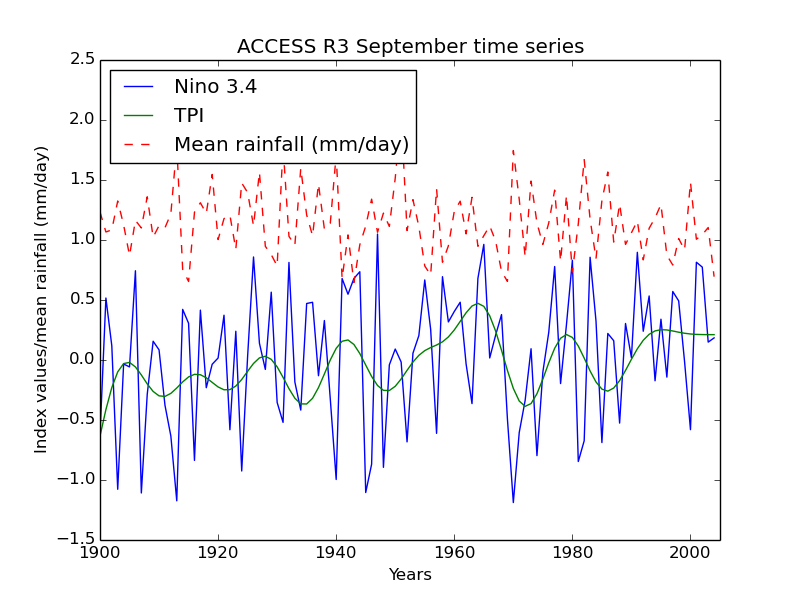 ACCESS R3 September time series
2.5
2.0
1.5
1.0
0.5
0.0
−0.5
−1.0
−1.5
Index values/mean rainfall (mm/day)
Nino 3.4
TPI
Mean rainfall (mm/day)
1900 1920 1940 1960 1980 2000
Years